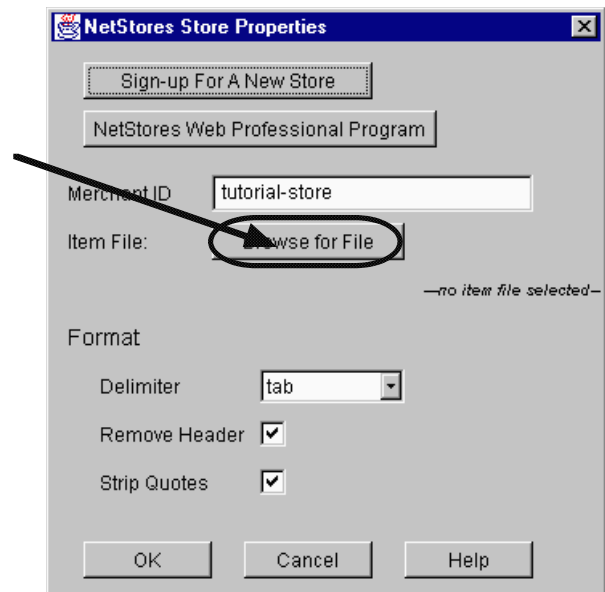 NetStores Store Properties
Sign-up For A New Store
NetStores Web Professional Program
Merchant ID tutorial-store
Item File: Browse for File
—no item file selected–
Format
Delimiter tab
Remove Header
Strip Quotes
OK Cancel Help